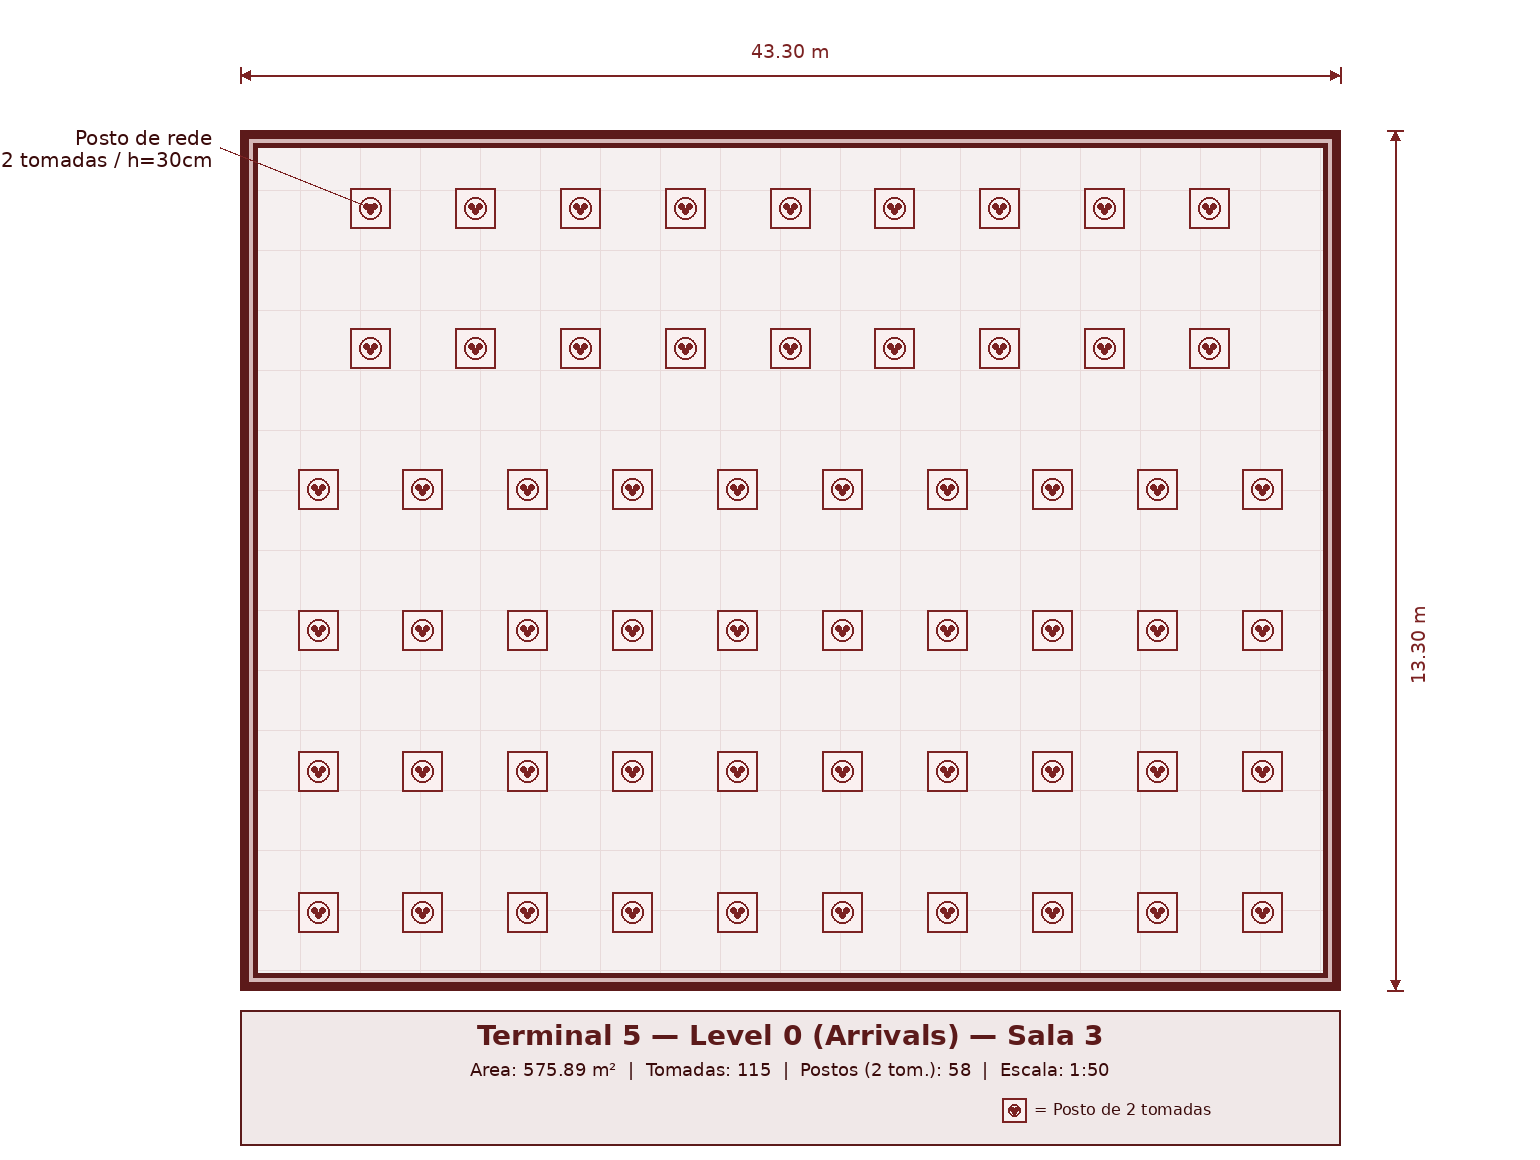 43.30 m
Posto de rede
2 tomadas / h=30cm
13.30 m
Terminal 5 — Level 0 (Arrivals) — Sala 3
Area: 575.89 m² | Tomadas: 115 | Postos (2 tom.): 58 | Escala: 1:50
= Posto de 2 tomadas